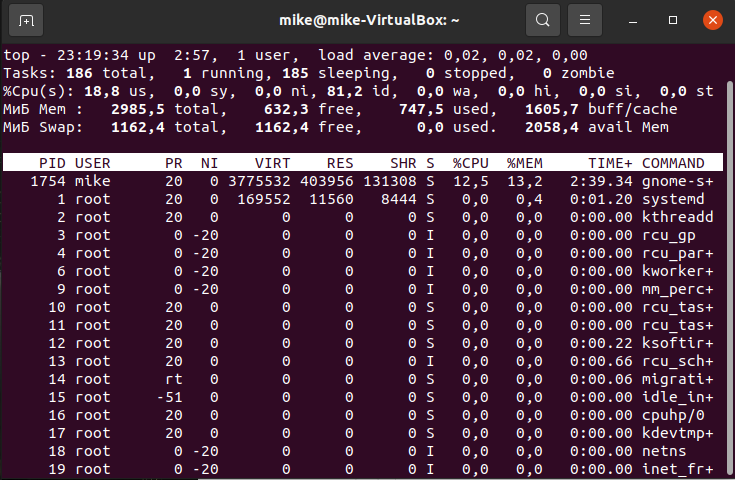 mike@mike-VirtualBox: ~
top - 23:19:34 up  2:57,  1 user,  load average: 0,02, 0,02, 0,00
Tasks: 186 total,   1 running, 185 sleeping,   0 stopped,   0 zombie
%Cpu(s): 18,8 us,  0,0 sy,  0,0 ni, 81,2 id,  0,0 wa,  0,0 hi,  0,0 si,  0,0 st
МиБ Mem :   2985,5 total,    632,3 free,    747,5 used,   1605,7 buff/cache
МиБ Swap:   1162,4 total,   1162,4 free,      0,0 used.   2058,4 avail Mem
PID USER      PR  NI    VIRT    RES    SHR S  %CPU  %MEM     TIME+ COMMAND
1754 mike      20   0 3775532 403956 131308 S  12,5  13,2   2:39.34 gnome-s+
1 root      20   0  169552  11560   8444 S   0,0   0,4   0:01.20 systemd
2 root      20   0       0      0      0 S   0,0   0,0   0:00.00 kthreadd
3 root       0 -20       0      0      0 I   0,0   0,0   0:00.00 rcu_gp
4 root       0 -20       0      0      0 I   0,0   0,0   0:00.00 rcu_par+
6 root       0 -20       0      0      0 I   0,0   0,0   0:00.00 kworker+
9 root       0 -20       0      0      0 I   0,0   0,0   0:00.00 mm_perc+
10 root      20   0       0      0      0 S   0,0   0,0   0:00.00 rcu_tas+
11 root      20   0       0      0      0 S   0,0   0,0   0:00.00 rcu_tas+
12 root      20   0       0      0      0 S   0,0   0,0   0:00.22 ksoftir+
13 root      20   0       0      0      0 I   0,0   0,0   0:00.66 rcu_sch+
14 root      rt   0       0      0      0 S   0,0   0,0   0:00.06 migrati+
15 root     -51   0       0      0      0 S   0,0   0,0   0:00.00 idle_in+
16 root      20   0       0      0      0 S   0,0   0,0   0:00.00 cpuhp/0
17 root      20   0       0      0      0 S   0,0   0,0   0:00.00 kdevtmp+
18 root       0 -20       0      0      0 I   0,0   0,0   0:00.00 netns
19 root       0 -20       0      0      0 I   0,0   0,0   0:00.00 inet_fr+